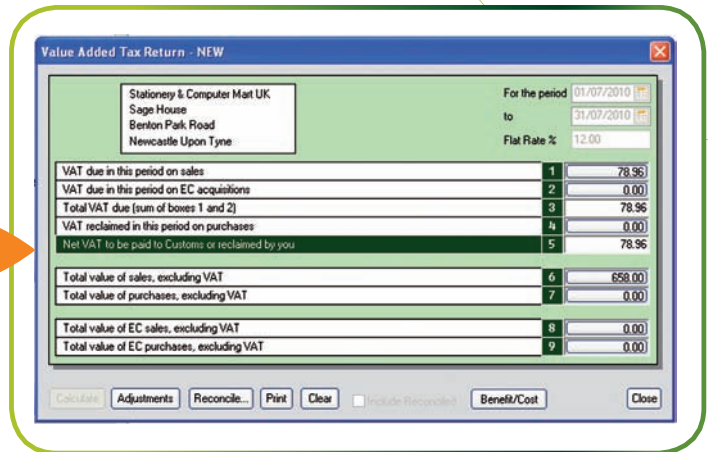 Value Added Tax Return - NEW
Stationery & Computer Mart UK
Sage House
Benton Park Road
Newcastle Upon Tyne
For the period 01/07/2010
to 31/07/2010
Flat Rate % 12.00
VAT due in this period on sales 1 78.96
VAT due in this period on EC acquisitions 2 0.00
Total VAT due (sum of boxes 1 and 2) 3 78.96
VAT reclaimed in this period on purchases 4 0.00
Net VAT to be paid to Customs or reclaimed by you 5 78.96
Total value of sales, excluding VAT 6 658.00
Total value of purchases, excluding VAT 7 0.00
Total value of EC sales, excluding VAT 8 0.00
Total value of EC purchases, excluding VAT 9 0.00
Calculate Adjustments Reconcile... Print Clear Include Reconciled Benefit/Cost Close